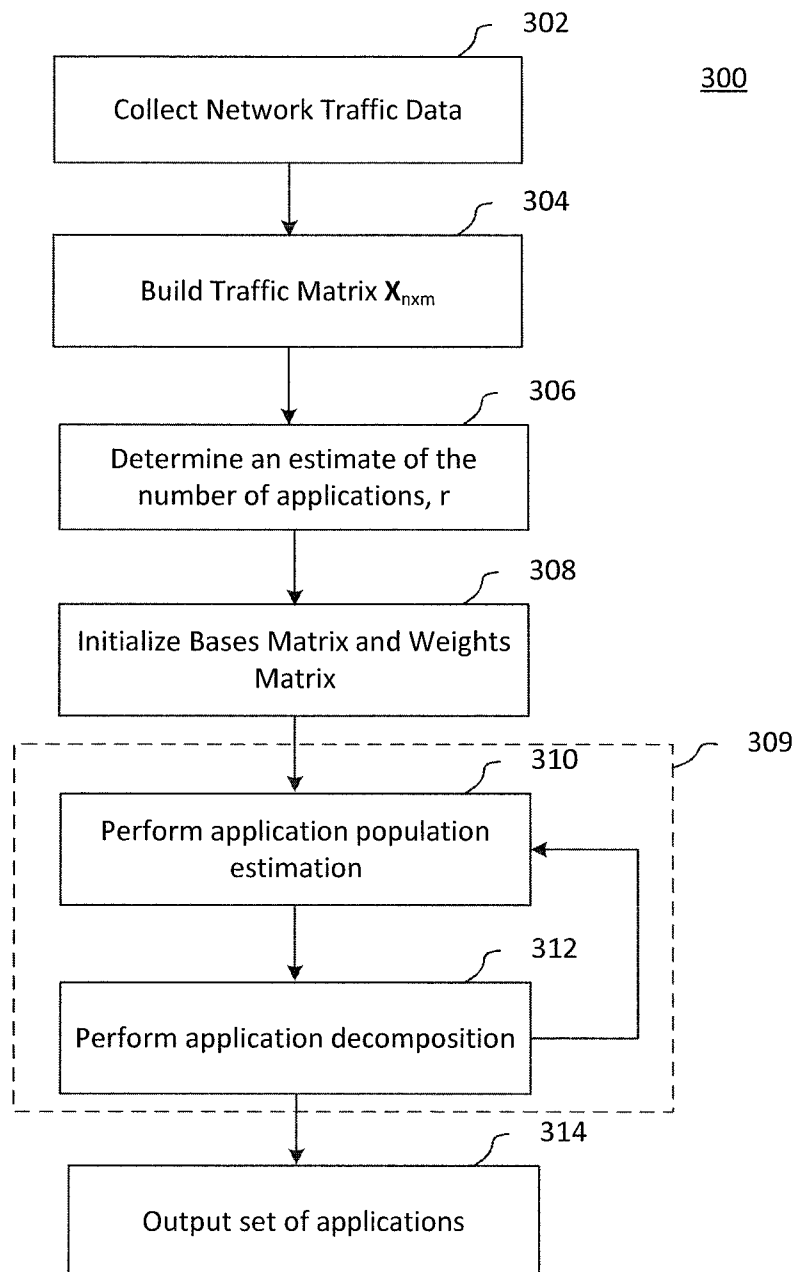 302
300
Collect Network Traffic Data
304
Build Traffic Matrix Xnxm
306
Determine an estimate of the
number of applications, r
308
Initialize Bases Matrix and Weights
Matrix
309
310
Perform application population
estimation
312
Perform application decomposition
314
Output set of applications